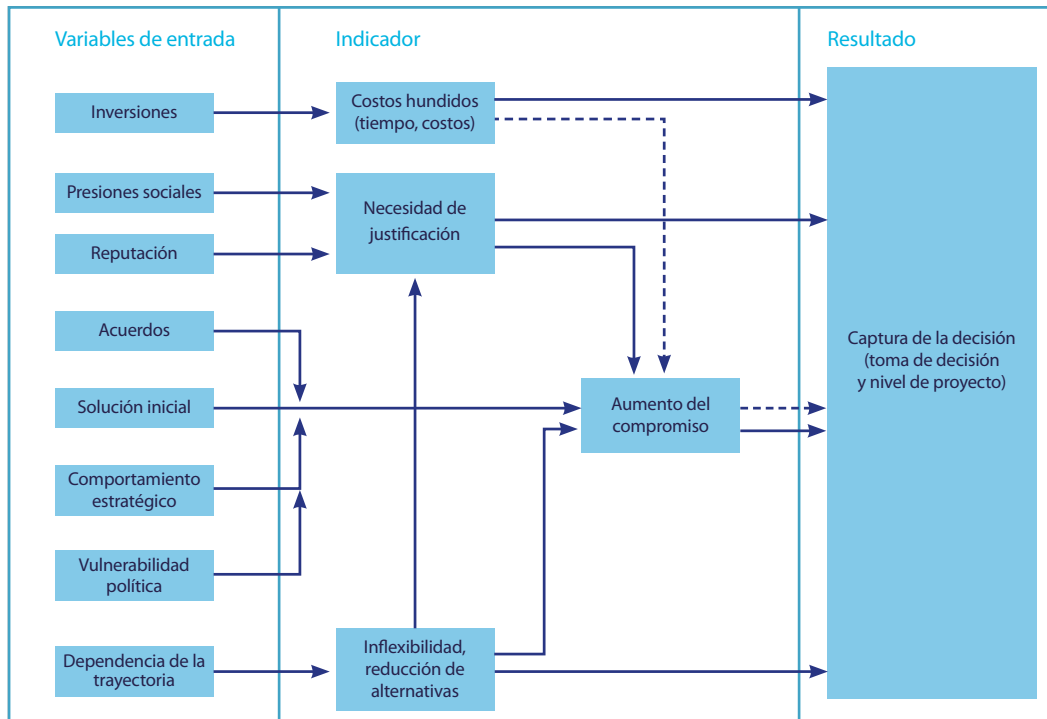 Variables de entrada
Indicador
Resultado
Inversiones
Costos hundidos
(tiempo, costos)
Presiones sociales
Reputación
Necesidad de
justificación
Acuerdos
Solución inicial
Comportamiento
estratégico
Vulnerabilidad
política
Aumento del
compromiso
Dependencia de la
trayectoria
Inflexibilidad,
reducción de
alternativas
Captura de la decisión
(toma de decisión
y nivel de proyecto)